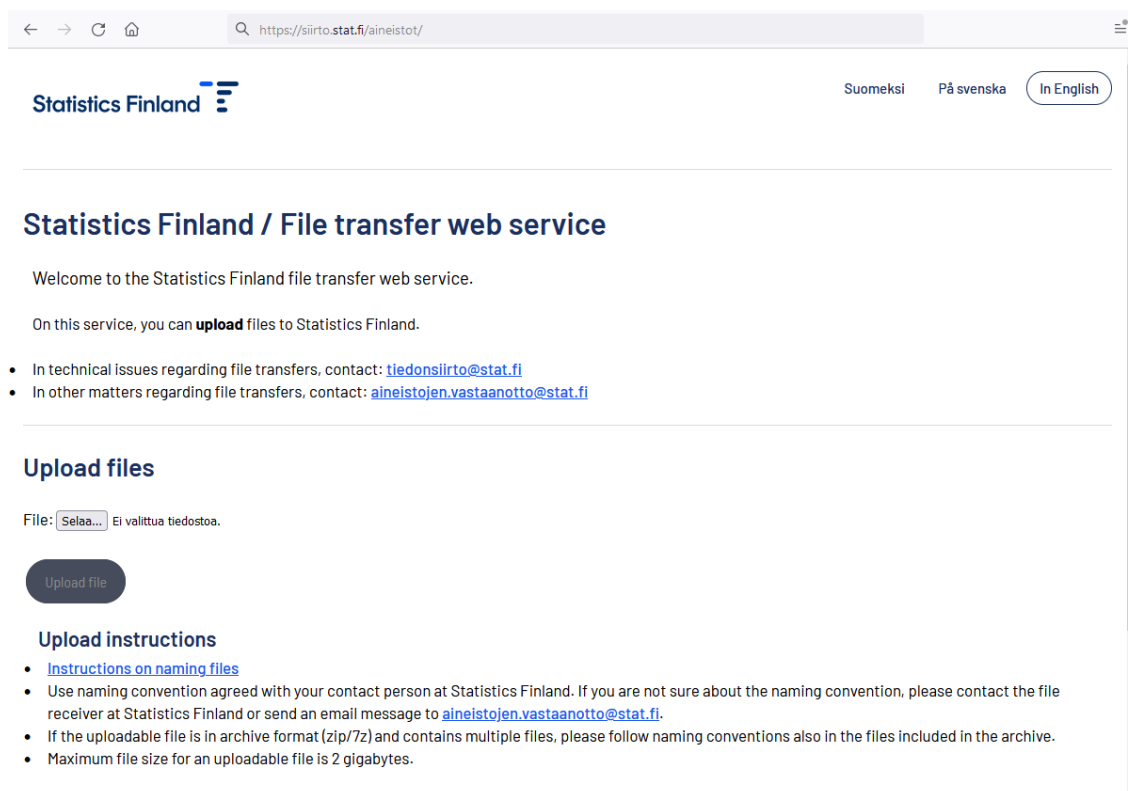 https://siirto.stat.fi/aineistot/
Statistics Finland
Suomeksi
På svenska
In English
Statistics Finland / File transfer web service
Welcome to the Statistics Finland file transfer web service.
On this service, you can upload files to Statistics Finland.
In technical issues regarding file transfers, contact: tiedonsiirto@stat.fi
In other matters regarding file transfers, contact: aineistojen.vastaanotto@stat.fi
Upload files
File: Selaa... Ei valittua tiedostoa.
Upload file
Upload instructions
Instructions on naming files
Use naming convention agreed with your contact person at Statistics Finland. If you are not sure about the naming convention, please contact the file
receiver at Statistics Finland or send an email message to aineistojen.vastaanotto@stat.fi.
If the uploadable file is in archive format (zip/7z) and contains multiple files, please follow naming conventions also in the files included in the archive.
Maximum file size for an uploadable file is 2 gigabytes.